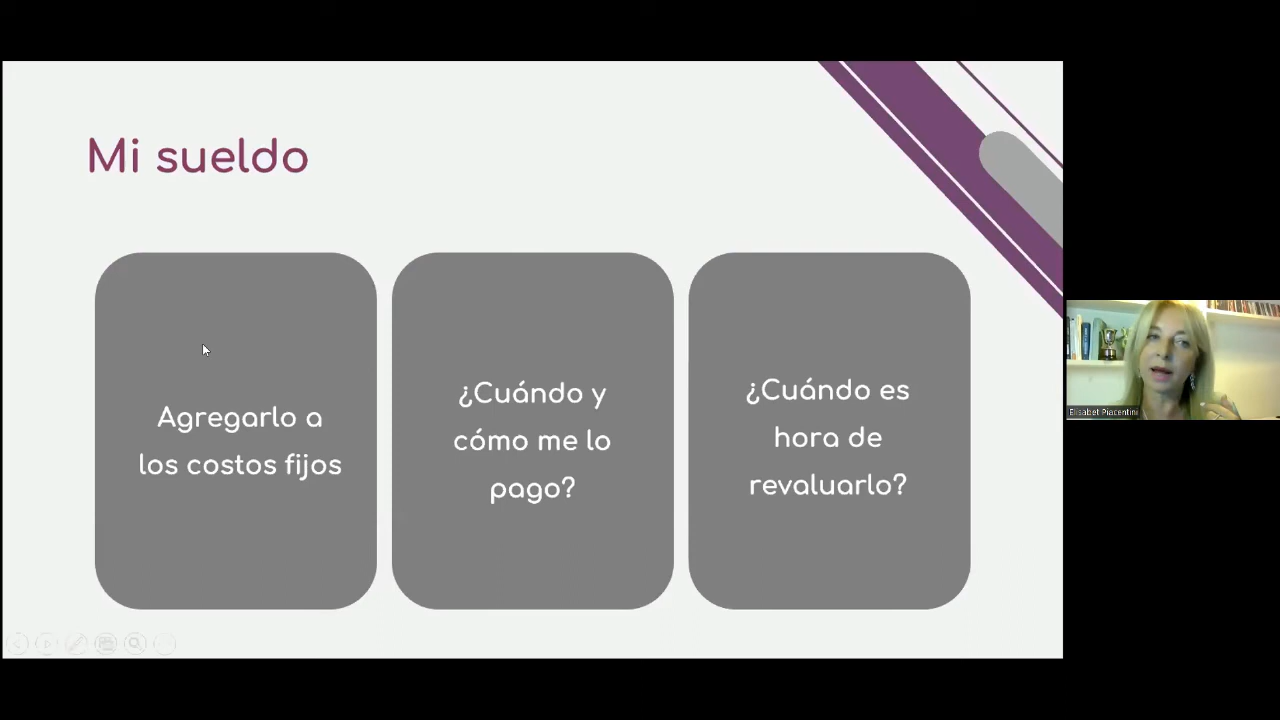 Mi sueldo
Agregarlo a
los costos fijos
¿Cuándo y
cómo me lo
pago?
¿Cuándo es
hora de
revaluarlo?
Elisabet Piacentini